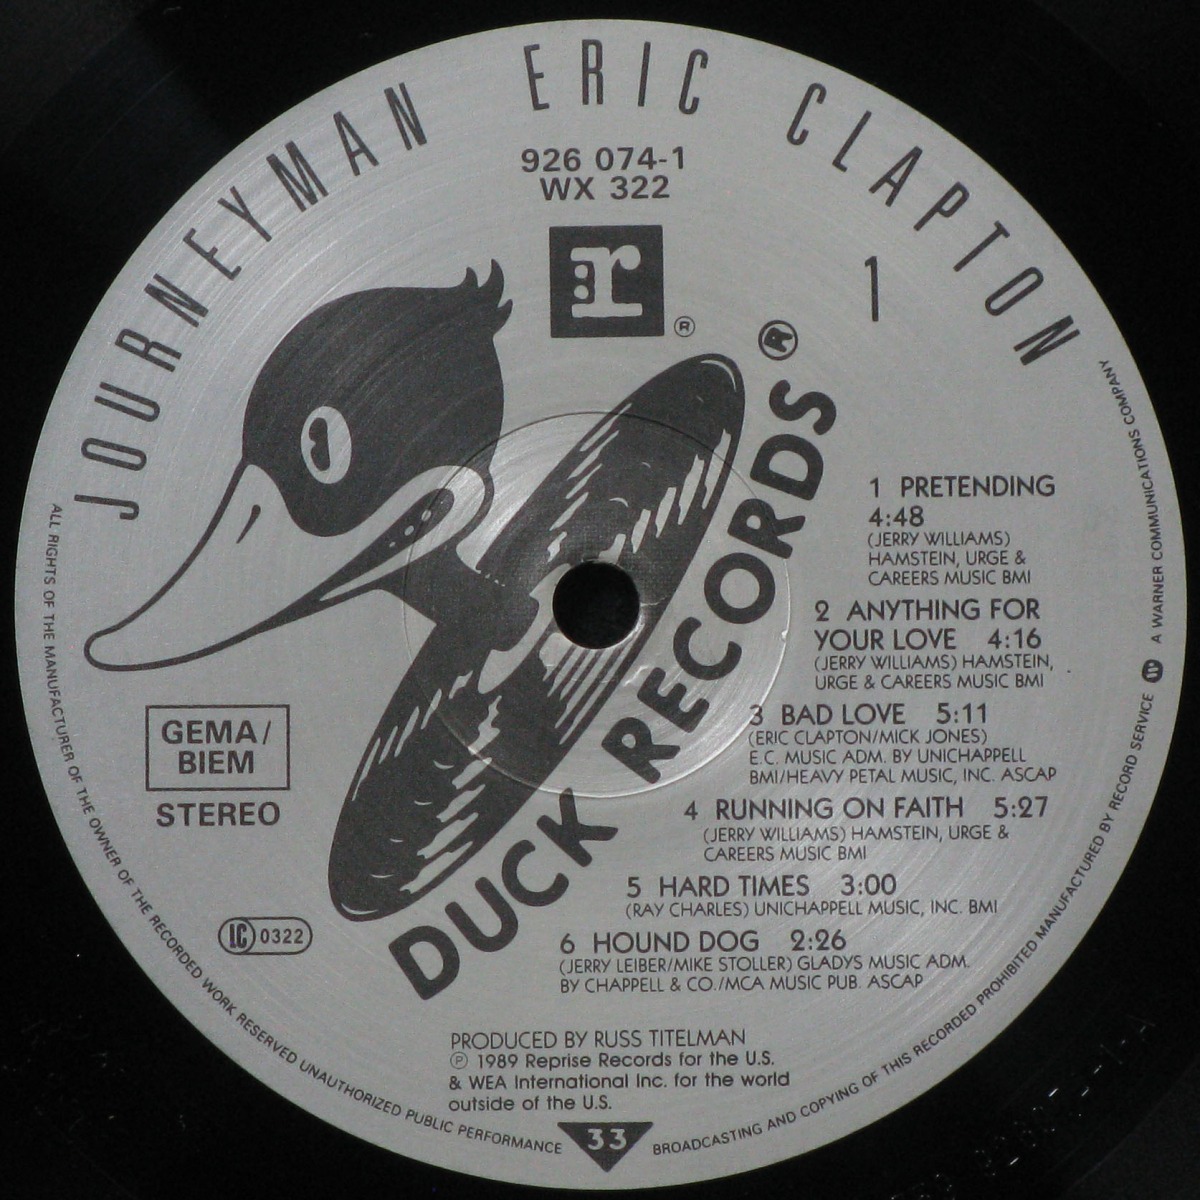 JOURNEYMAN ERIC CLAPTON
926 074-1
WX 322
r
®
1
DUCK RECORDS ®
1 PRETENDING
4:48
(JERRY WILLIAMS)
HAMSTEIN, URGE &
CAREERS MUSIC BMI
2 ANYTHING FOR
YOUR LOVE 4:16
(JERRY WILLIAMS) HAMSTEIN,
URGE & CAREERS MUSIC BMI
3 BAD LOVE 5:11
(ERIC CLAPTON/MICK JONES)
E.C. MUSIC ADM. BY UNICHAPPELL
BMI/HEAVY PETAL MUSIC, INC. ASCAP
4 RUNNING ON FAITH 5:27
(JERRY WILLIAMS) HAMSTEIN, URGE &
CAREERS MUSIC BMI
5 HARD TIMES 3:00
(RAY CHARLES) UNICHAPPELL MUSIC, INC. BMI
6 HOUND DOG 2:26
(JERRY LEIBER/MIKE STOLLER) GLADYS MUSIC ADM.
BY CHAPPELL & CO./MCA MUSIC PUB. ASCAP
GEMA/
BIEM
STEREO
LC 0322
PRODUCED BY RUSS TITELMAN
℗ 1989 Reprise Records for the U.S.
& WEA International Inc. for the world
outside of the U.S.
33
ALL RIGHTS OF THE MANUFACTURER OF THE OWNER OF THE RECORDED WORK RESERVED UNAUTHORIZED PUBLIC PERFORMANCE BROADCASTING AND COPYING OF THIS RECORDED PROHIBITED MANUFACTURED BY RECORD SERVICE W A WARNER COMMUNICATIONS COMPANY